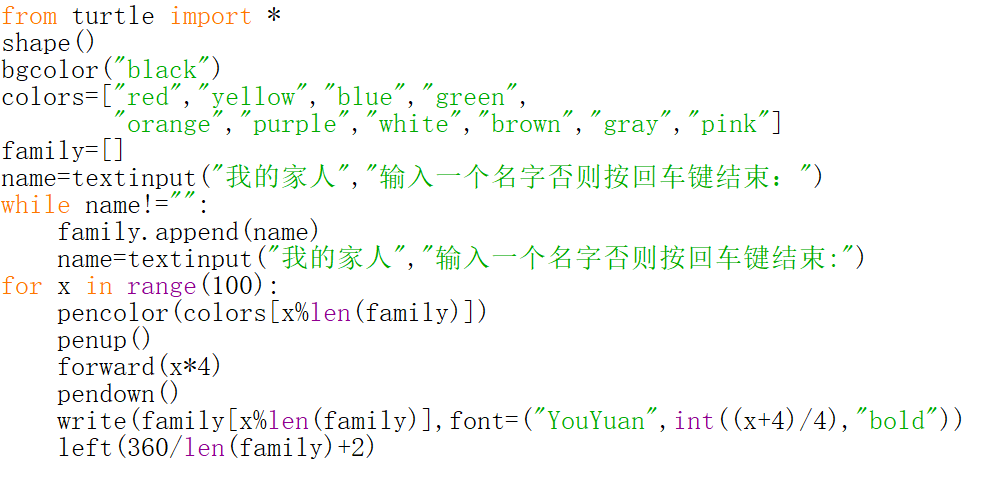 from turtle import *
shape()
bgcolor("black")
colors=["red","yellow","blue","green",
        "orange","purple","white","brown","gray","pink"]
family=[]
name=textinput("我的家人","输入一个名字否则按回车键结束：")
while name!="":
    family.append(name)
    name=textinput("我的家人","输入一个名字否则按回车键结束:")
for x in range(100):
    pencolor(colors[x%len(family)])
    penup()
    forward(x*4)
    pendown()
    write(family[x%len(family)],font=("YouYuan",int((x+4)/4),"bold"))
    left(360/len(family)+2)